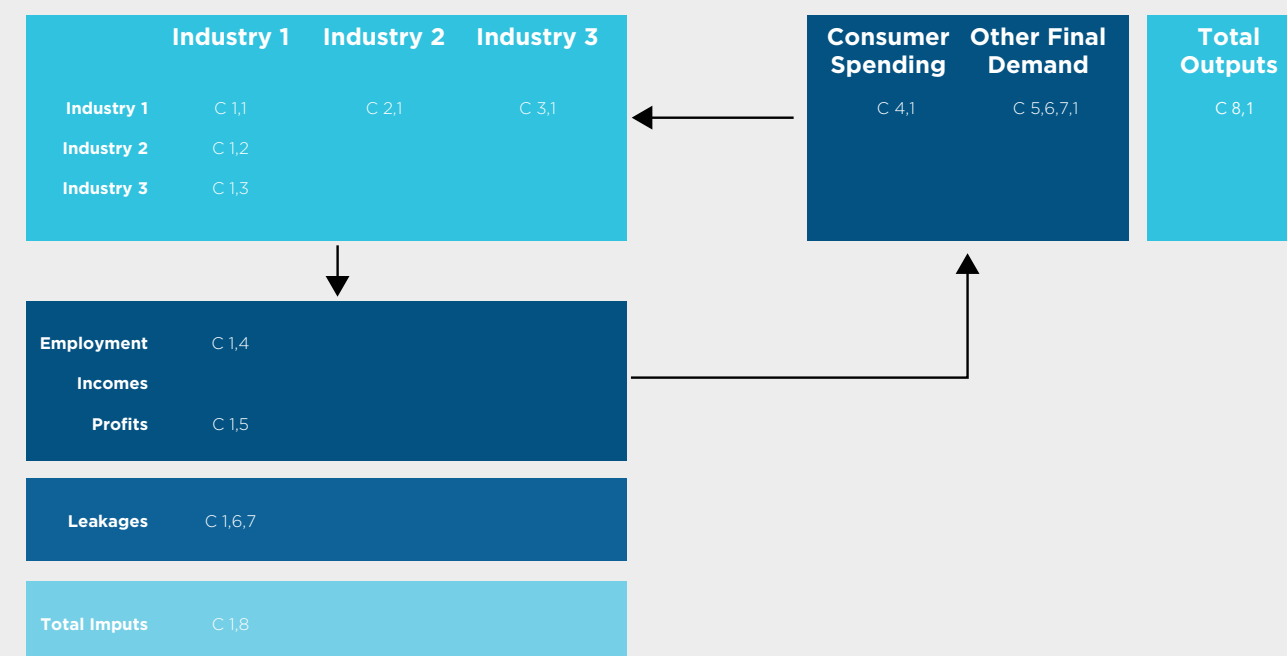 Industry 1 Industry 2 Industry 3
Industry 1 C 1,1 C 2,1 C 3,1
Industry 2 C 1,2
Industry 3 C 1,3
Consumer Spending Other Final Demand
C 4,1 C 5,6,7,1
Total
Outputs
C 8,1
Employment C 1,4
Incomes
Profits C 1,5
Leakages C 1,6,7
Total Imputs C 1,8